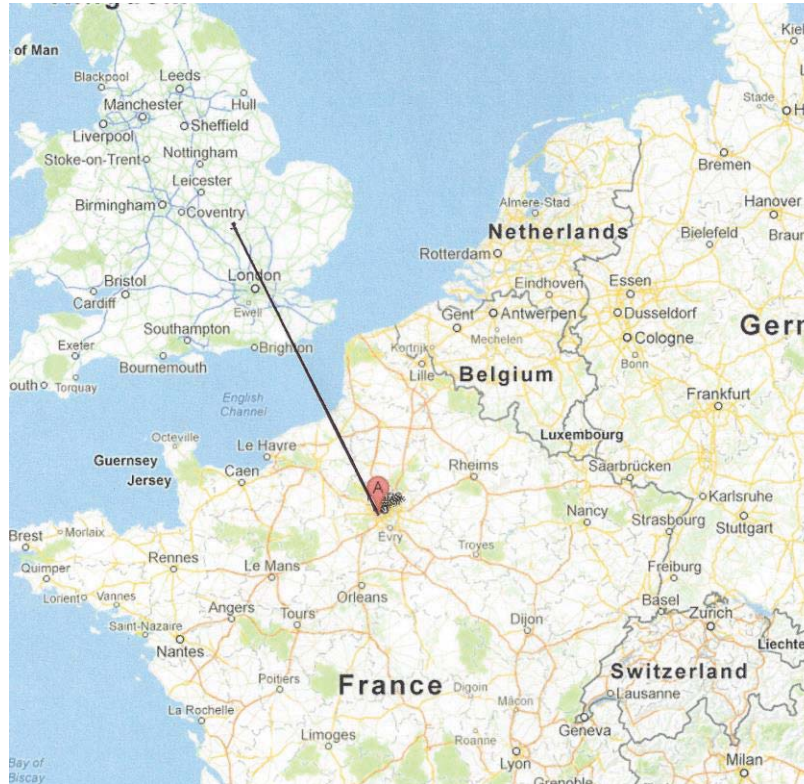 of Man
Kiel
Blackpool
Leeds
Hull
Stade
Manchester
H
Liverpool
Sheffield
Stoke-on-Trent
Nottingham
Bremen
Leicester
Birmingham
Coventry
Almere-Stad
Hanover
Netherlands
Bielefeld
Braun
Rotterdam
London
Bristol
Cardiff
Eindhoven
Essen
Ewell
Gent
Antwerpen
Dusseldorf
Southampton
Mechelen
Germ
Cologne
Exeter
Bournemouth
Brighton
Kortrijk
Bonn
Lille
Belgium
outh
Torquay
English
Channel
Frankfurt
Octeville
Luxembourg
Le Havre
Guernsey
Jersey
Caen
Rheims
Saarbrücken
A
Karlsruhe
Nancy
Stuttgart
Strasbourg
Brest
Morlaix
Evry
Troyes
Quimper
Rennes
Le Mans
Freiburg
Orleans
Lorient
Vannes
Angers
Tours
Basel
Zurich
Saint-Nazaire
Dijon
Nantes
Liechte
Switzerland
France
Poitiers
Digoin
Lausanne
Mâcon
La Rochelle
Geneva
Roanne
Limoges
Lyon
Bay of
Biscay
Milan
Grenoble